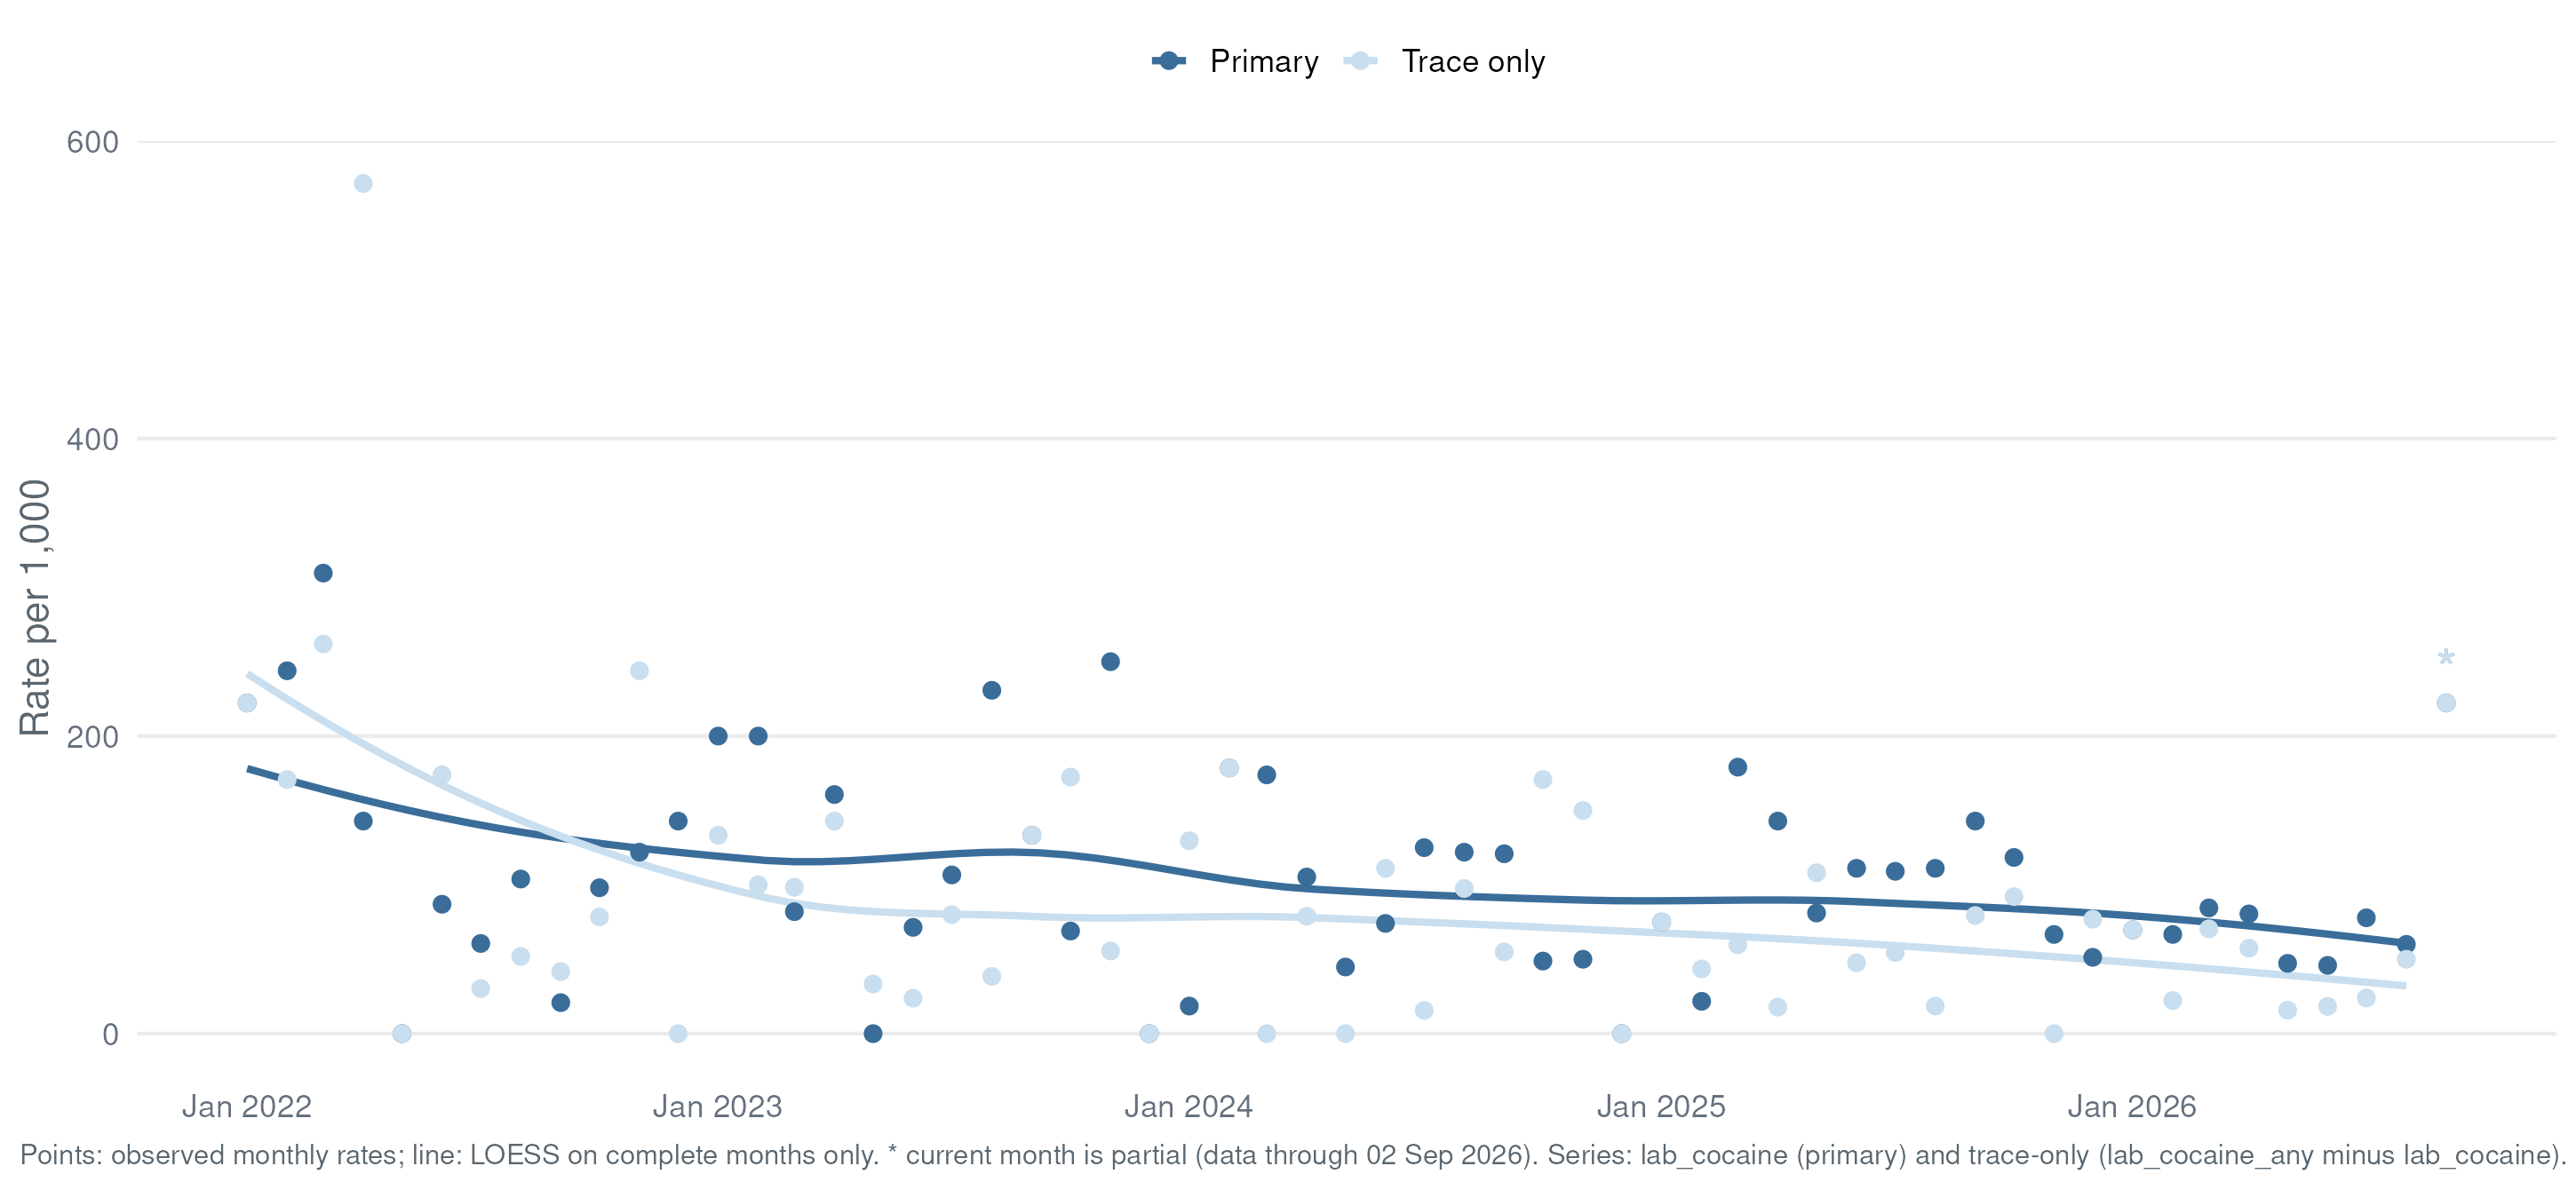 Primary Trace only
600
400
200
0
Rate per 1,000
*
Jan 2022 Jan 2023 Jan 2024 Jan 2025 Jan 2026
Points: observed monthly rates; line: LOESS on complete months only. * current month is partial (data through 02 Sep 2026). Series: lab_cocaine (primary) and trace-only (lab_cocaine_any minus lab_cocaine).